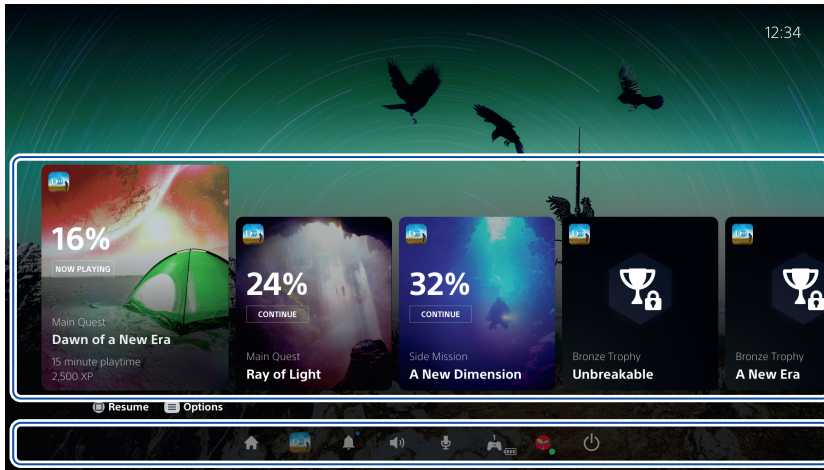 12:34
16%
NOW PLAYING
Main Quest
Dawn of a New Era
15 minute playtime
2,500 XP
24%
CONTINUE
Main Quest
Ray of Light
32%
CONTINUE
Side Mission
A New Dimension
Bronze Trophy
Unbreakable
Bronze Trophy
A New Era
Resume Options
1